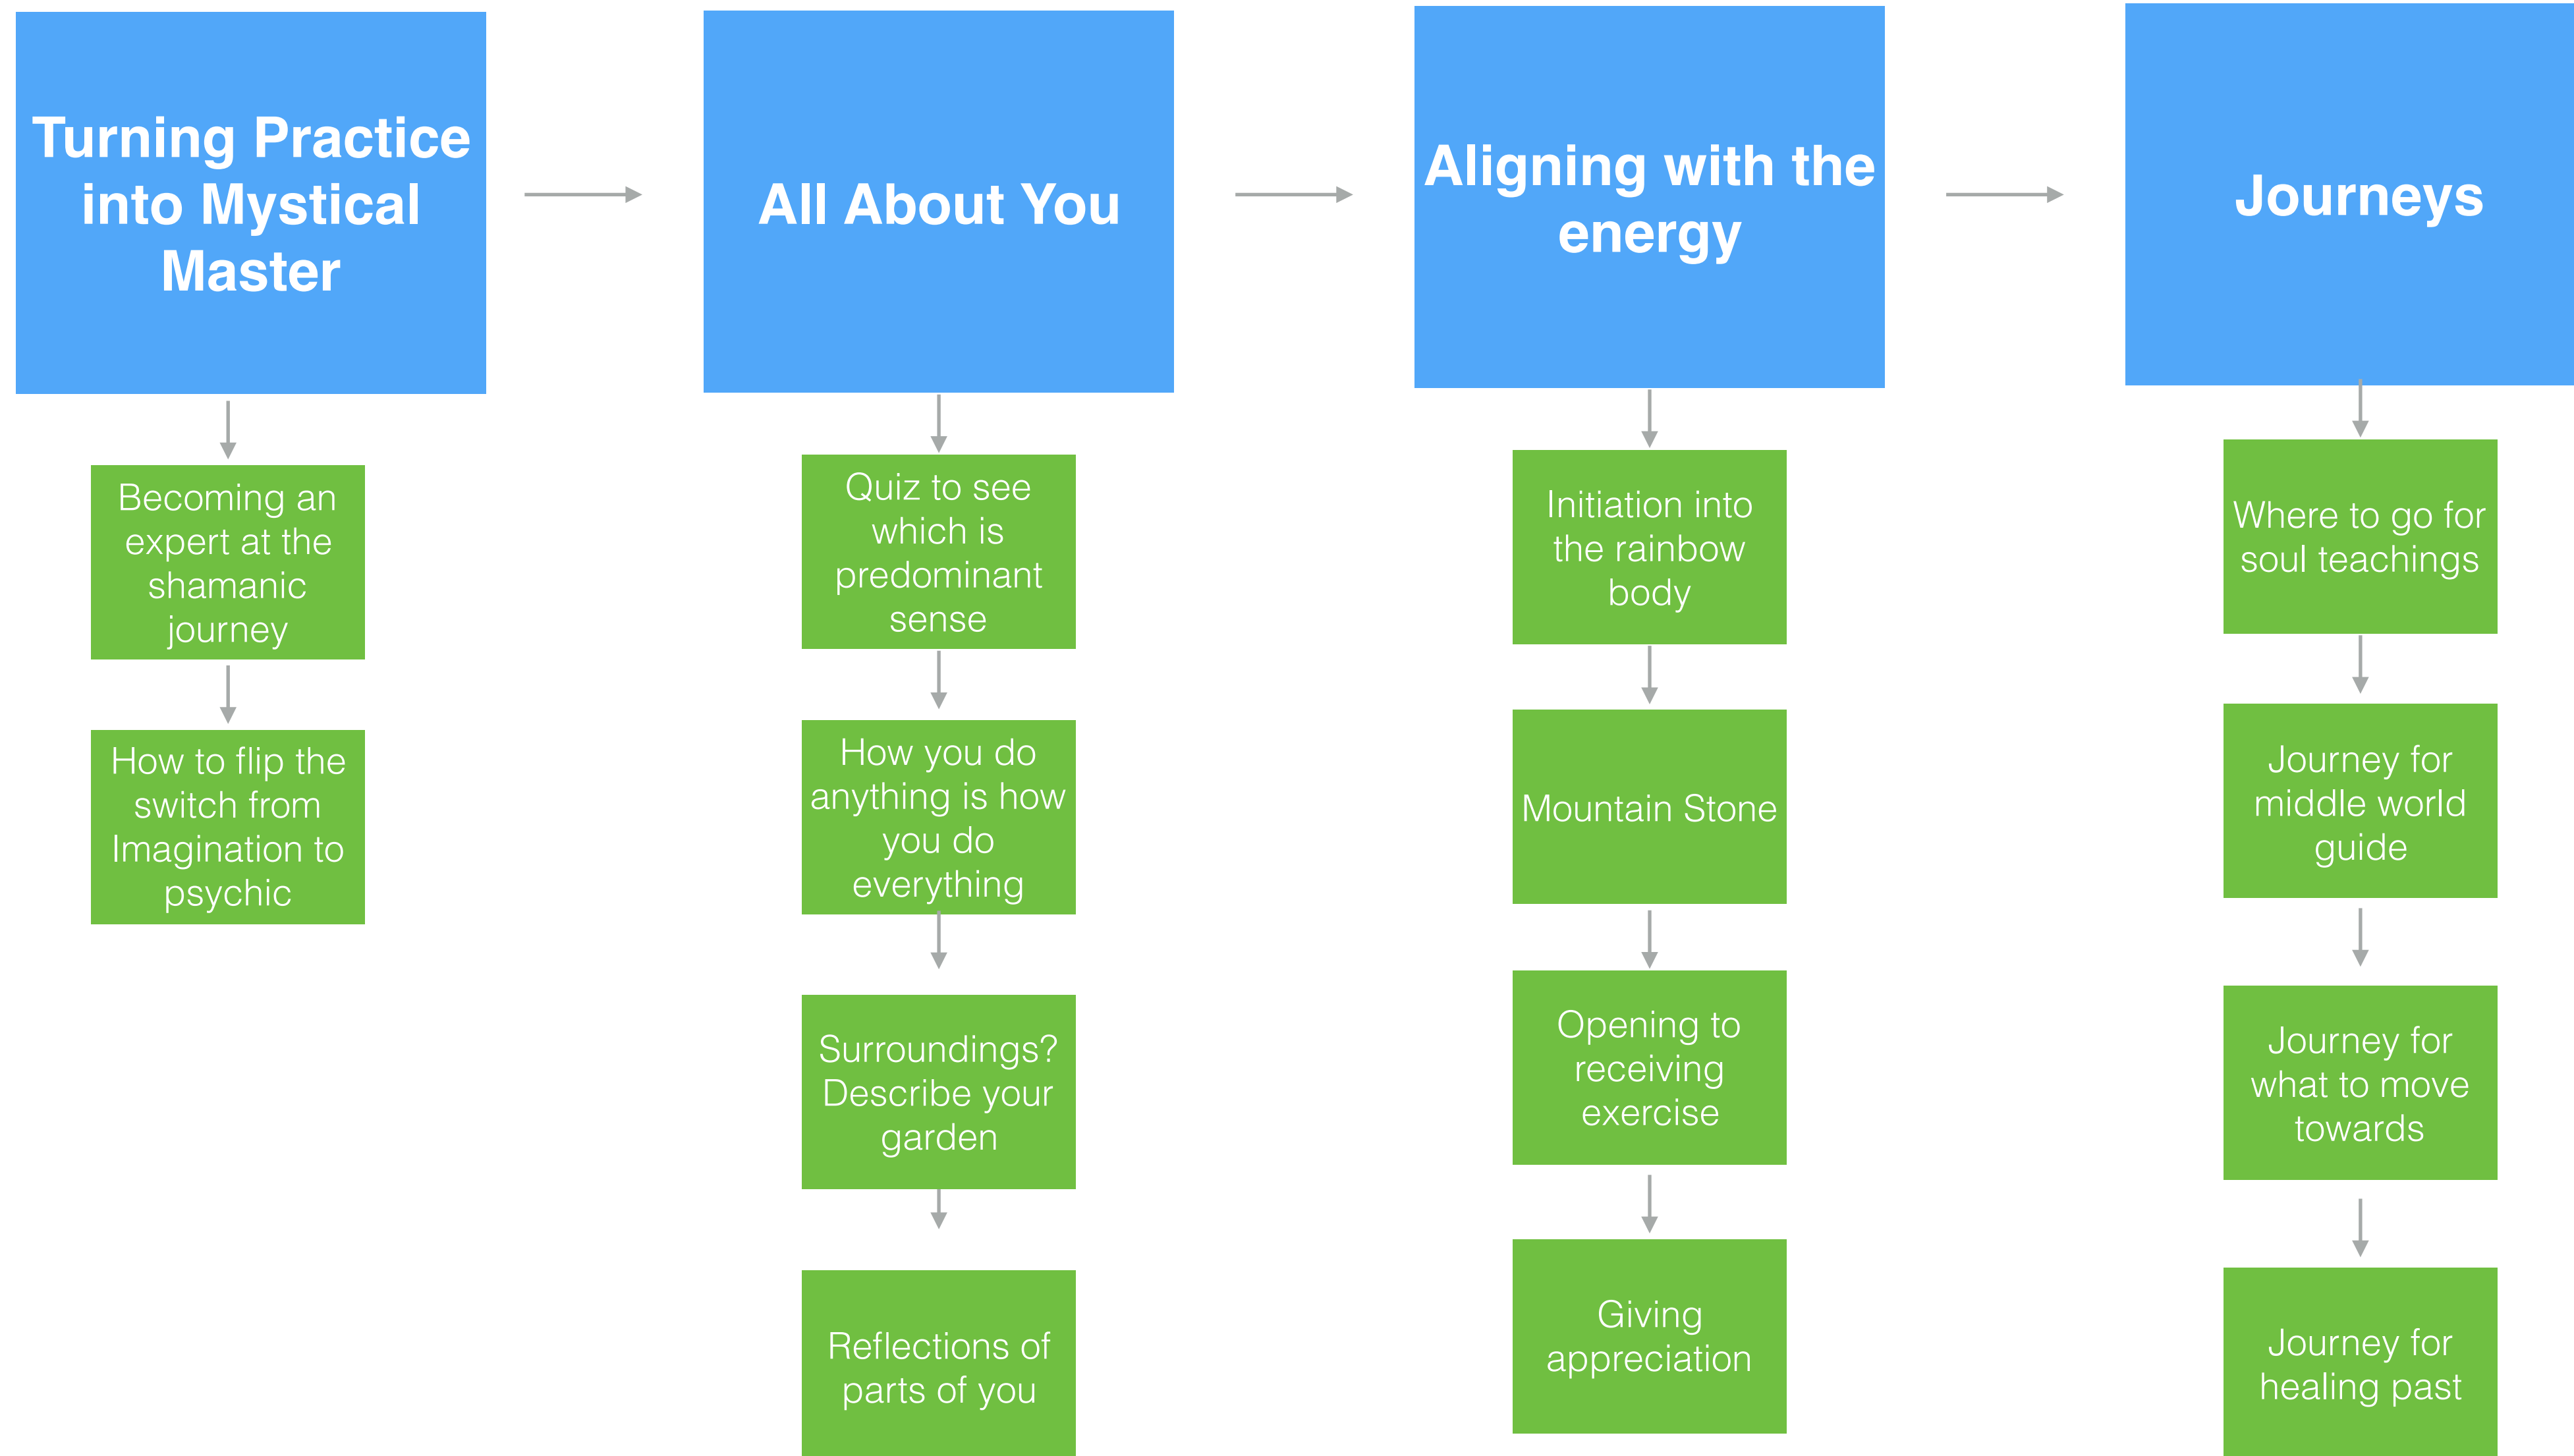 Turning Practice
into Mystical
Master
All About You
Aligning with the
energy
Journeys
Becoming an
expert at the
shamanic
journey
How to flip the
switch from
Imagination to
psychic
Quiz to see
which is
predominant
sense
How you do
anything is how
you do
everything
Surroundings?
Describe your
garden
Reflections of
parts of you
Initiation into
the rainbow
body
Mountain Stone
Opening to
receiving
exercise
Giving
appreciation
Where to go for
soul teachings
Journey for
middle world
guide
Journey for
what to move
towards
Journey for
healing past